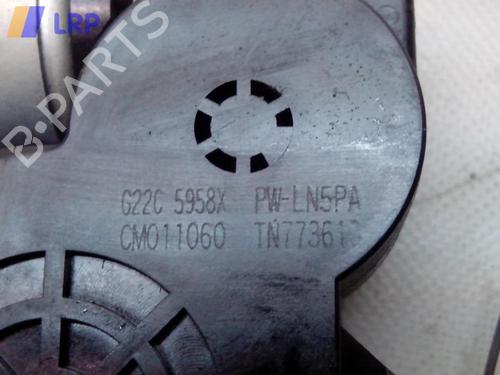 LRP
B-PARTS
G22C 5958X PW-LN5PA
CM011060 TN77361